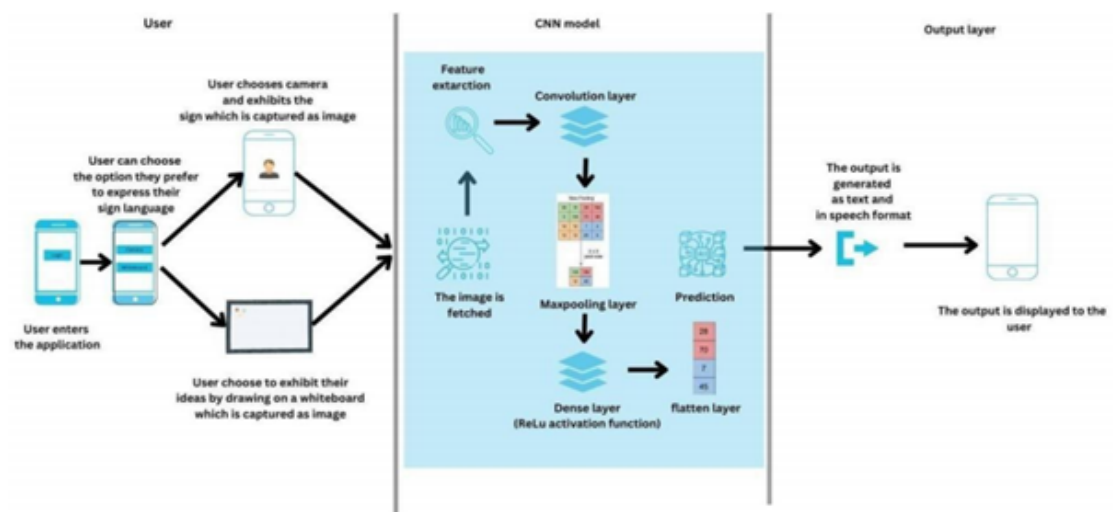 User
CNN model
Output layer
User chooses camera
and exhibits the
sign which is captured as image
User can choose
the option they prefer
to express their
sign language
User enters
the application
User choose to exhibit their
ideas by drawing on a whiteboard
which is captured as image
Feature
extarction
Convolution layer
The image is
fetched
Maxpooling layer
Dense layer
(ReLu activation function)
29
70
7
45
flatten layer
Prediction
The output is
generated
as text and
in speech format
The output is displayed to the
user